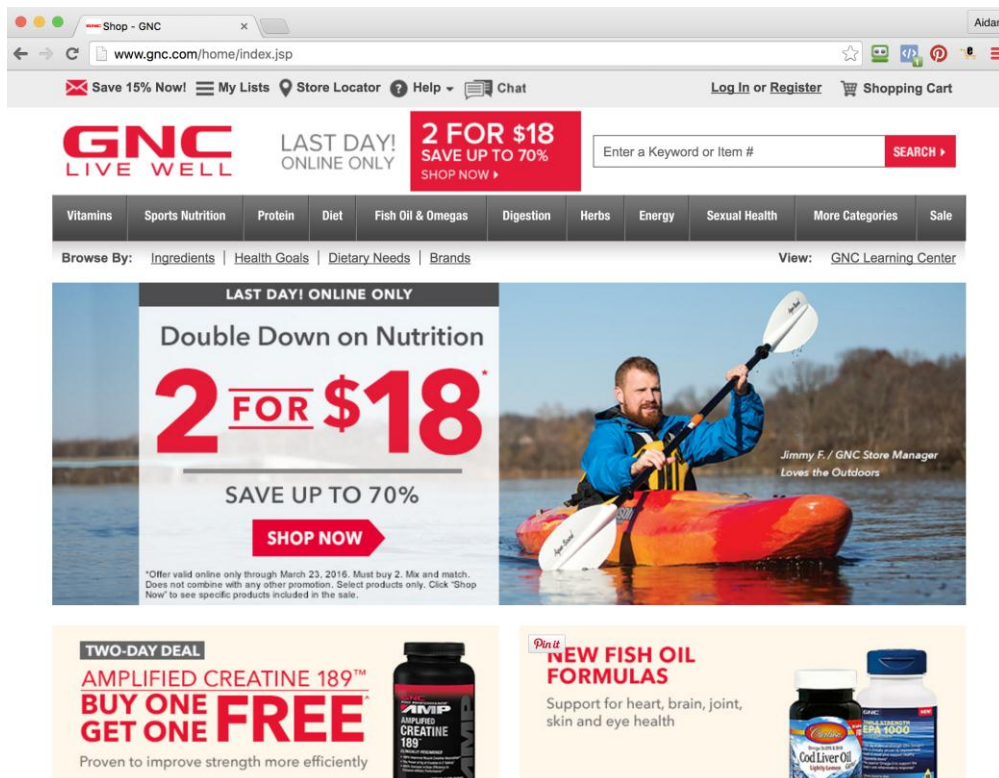 Shop - GNC
Aidan
www.gnc.com/home/index.jsp
Save 15% Now! My Lists Store Locator Help Chat Log In or Register Shopping Cart
GNC
LIVE WELL
LAST DAY!
ONLINE ONLY
2 FOR $18
SAVE UP TO 70%
SHOP NOW
Enter a Keyword or Item # SEARCH
Vitamins Sports Nutrition Protein Diet Fish Oil & Omegas Digestion Herbs Energy Sexual Health More Categories Sale
Browse By: Ingredients | Health Goals | Dietary Needs | Brands View: GNC Learning Center
LAST DAY! ONLINE ONLY
Double Down on Nutrition
2 FOR $18*
SAVE UP TO 70%
SHOP NOW
*Offer valid online only through March 23, 2016. Must buy 2. Mix and match.
Does not combine with any other promotion. Select products only. Click "Shop
Now" to see specific products included in the sale.
Jimmy F. / GNC Store Manager
Loves the Outdoors
TWO-DAY DEAL
AMPLIFIED CREATINE 189™
BUY ONE
GET ONE FREE^
Proven to improve strength more efficiently
GNC
AMP
AMPLIFIED
CREATINE
189
Pin it
NEW FISH OIL
FORMULAS
Support for heart, brain, joint,
skin and eye health
Carlson
Cod Liver Oil
Lightly Lemon
GNC
NEW
TRIPLE STRENGTH
EPA 1000